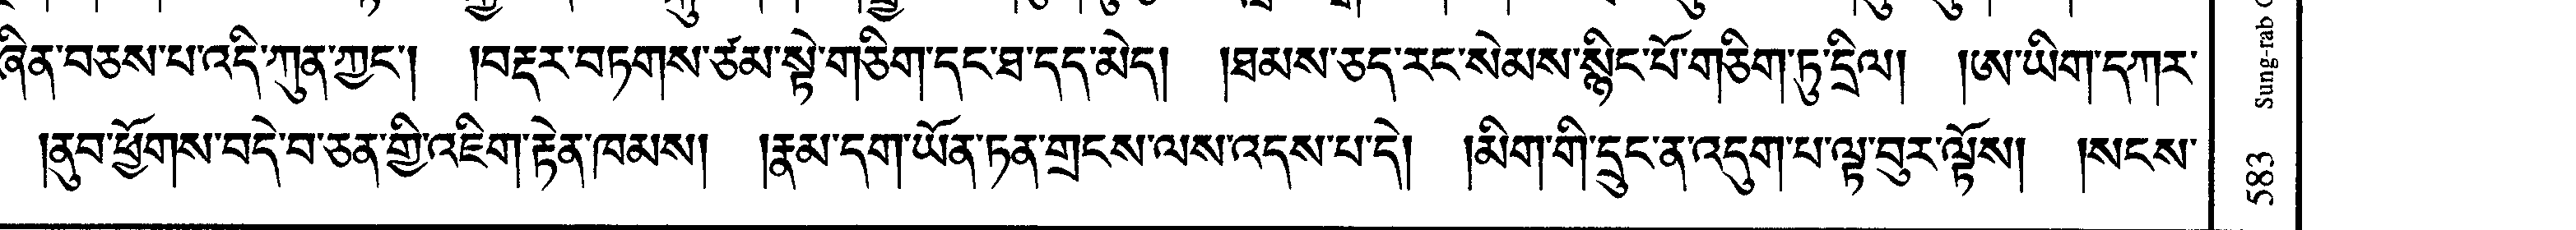 ཞིན་བཅས་པ་འདི་ཀུན་ཀྱང་། །བརྡར་བཏགས་ཙམ་སྟེ་གཅིག་དང་ཐ་དད་མེད། །ཐམས་ཅད་རང་སེམས་སྙིང་པོ་གཅིག་ཏུ་དྲིལ། །ཨ་ཡིག་དཀར་
།ནུབ་ཕྱོགས་བདེ་བ་ཅན་གྱི་འཇིག་རྟེན་ཁམས། །རྣམ་དག་ཡོན་ཏན་གྲངས་ལས་འདས་པ་དེ། །མིག་གི་དྲུང་ན་འདུག་པ་ལྟ་བུར་ལྟོས། །སངས་
Sung-rab
583